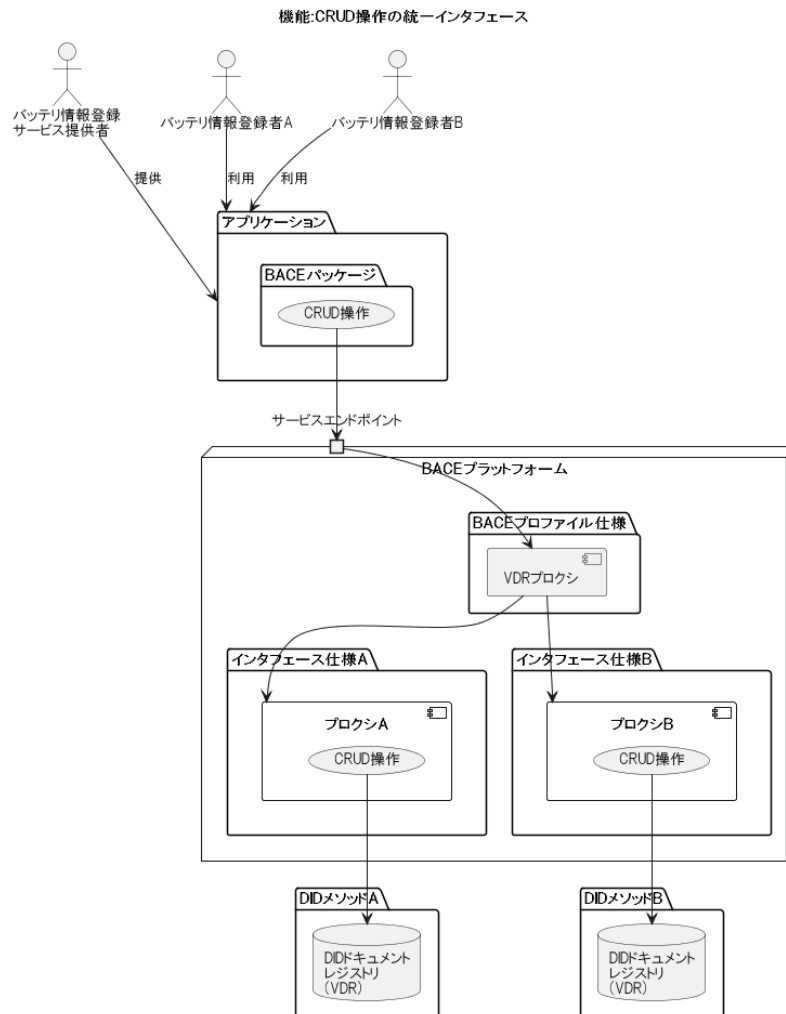 機能:CRUD操作の統一インタフェース
バッテリ情報登録
サービス提供者
バッテリ情報登録者A
バッテリ情報登録者B
提供
利用
利用
アプリケーション
BACEパッケージ
CRUD操作
サービスエンドポイント
BACEプラットフォーム
BACEプロファイル仕様
VDRプロクシ
インタフェース仕様A
インタフェース仕様B
プロクシA
プロクシB
CRUD操作
CRUD操作
DIDメソッドA
DIDメソッドB
DIDドキュメント
レジストリ
(VDR)
DIDドキュメント
レジストリ
(VDR)